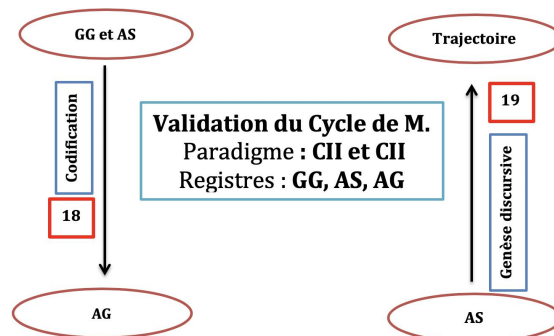 GG et AS
Trajectoire
Codification
18
Validation du Cycle de M.
Paradigme : CII et CII
Registres : GG, AS, AG
19
Genèse discursive
AG
AS